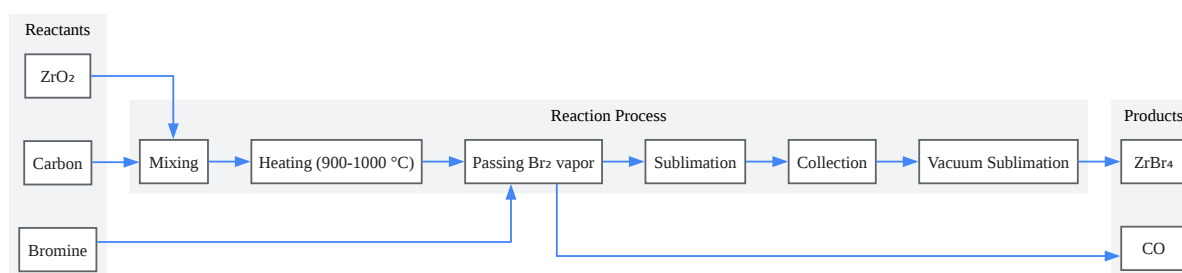 Reactants
ZrO₂
Reaction Process
Products
Carbon
Mixing
Heating (900-1000 °C)
Passing Br₂ vapor
Sublimation
Collection
Vacuum Sublimation
ZrBr₄
Bromine
CO